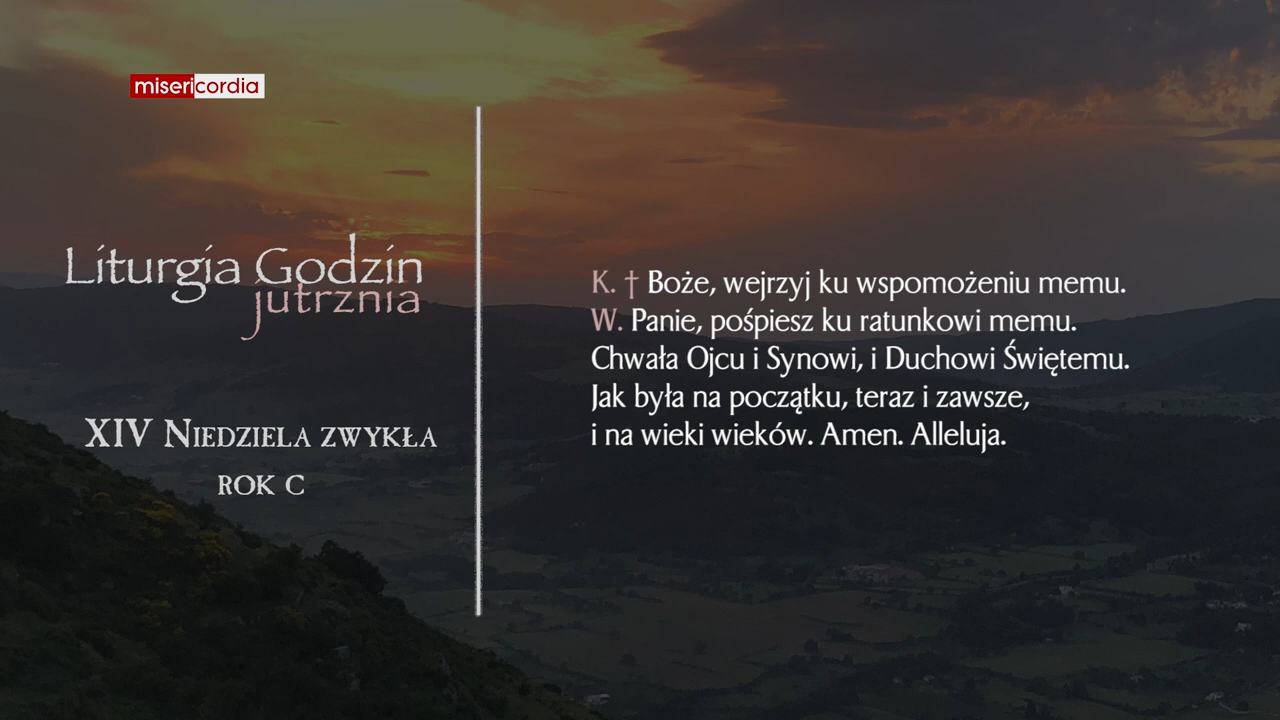 misericordia
Liturgia Godzin
jutrznia
XIV Niedziela zwykła
rok C
K. † Boże, wejrzyj ku wspomożeniu memu.
W. Panie, pośpiesz ku ratunkowi memu.
Chwała Ojcu i Synowi, i Duchowi Świętemu.
Jak była na początku, teraz i zawsze,
i na wieki wieków. Amen. Alleluja.